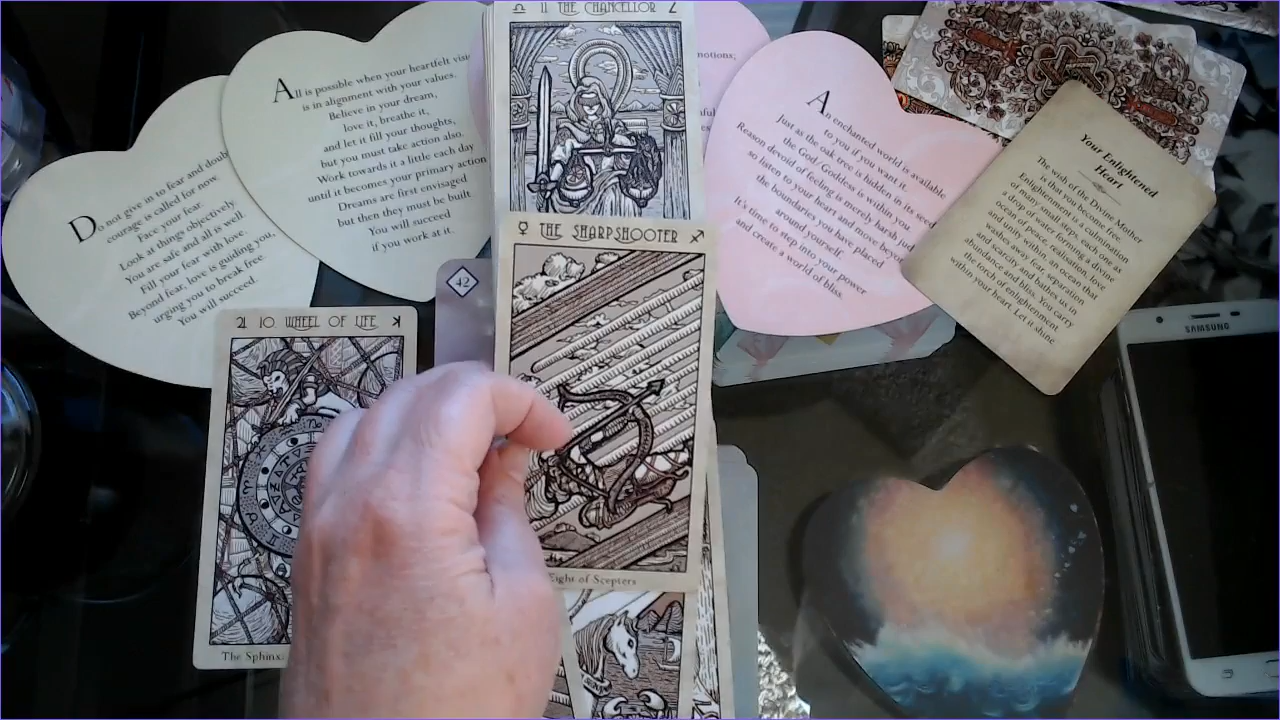 Do not give in to fear and doub
courage is called for now.
Face your fear.
Look at things objectively.
You are safe and all is well.
Fill your fear with love.
Beyond fear, love is guiding you,
urging you to break free.
You will succeed.
All is possible when your heartfelt
is in alignment with your values.
Believe in your dream,
love it, breathe it,
and let it fill your thoughts,
but you must take action also.
Work towards it a little each day
until it becomes your primary action
Dreams are first envisaged
but then they must be built.
You will succeed
if you work at it.
11 THE CHANCELLOR
motions;
An enchanted world is available
to you if you want it.
Just as the oak tree is hidden in its seed
the God/Goddess is within you.
Reason devoid of feeling is merely harsh
so listen to your heart and move
the boundaries you have placed
around yourself.
It's time to step into your power
and create a world of bliss.
Your Enlightened
Heart
The wish of the Divine Mother
Enlightenment is a culmination
of many small steps, each one as
a drop of water forming a divine
ocean of peace, realisation, love
and unity within, an ocean that
washes away fear, separation
and scarcity and bathes us in
abundance and bliss. You carry
the torch of enlightenment
within your heart. Let it shine
THE SHARPSHOOTER
Eight of Scepters
42
10 WHEEL OF LIFE
The Sphinx
SAMSUNG